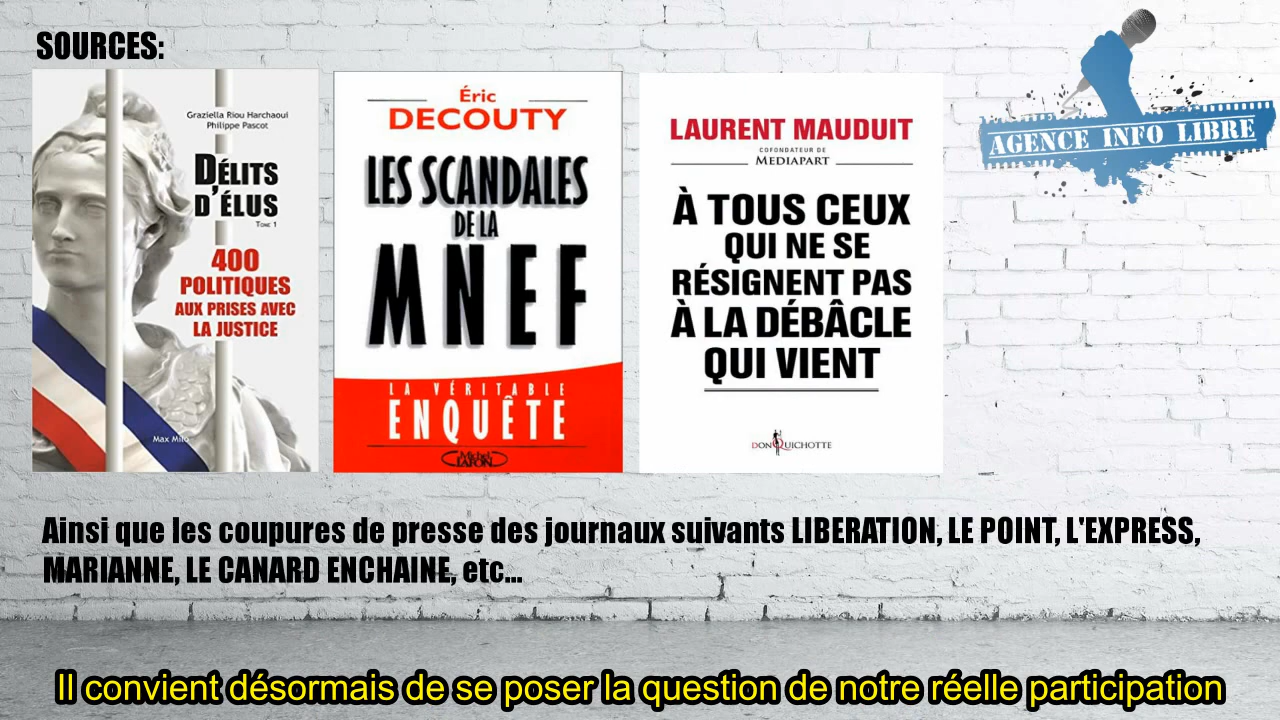 SOURCES:
Graziella Riou Harchaoui
Philippe Pascot
DÉLITS
D'ÉLUS
TOME 1
400
POLITIQUES
AUX PRISES AVEC
LA JUSTICE
Max Milo
Éric
DECOUTY
LES SCANDALES
DE LA
MNEF
LA VÉRITABLE
ENQUÊTE
Michel
LAFON
LAURENT MAUDUIT
COFONDATEUR DE
MEDIAPART
À TOUS CEUX
QUI NE SE
RÉSIGNENT PAS
À LA DÉBÂCLE
QUI VIENT
DONQUICHOTTE
AGENCE INFO LIBRE
Ainsi que les coupures de presse des journaux suivants LIBERATION, LE POINT, L'EXPRESS,
MARIANNE, LE CANARD ENCHAINE, etc...
Il convient désormais de se poser la question de notre réelle participation